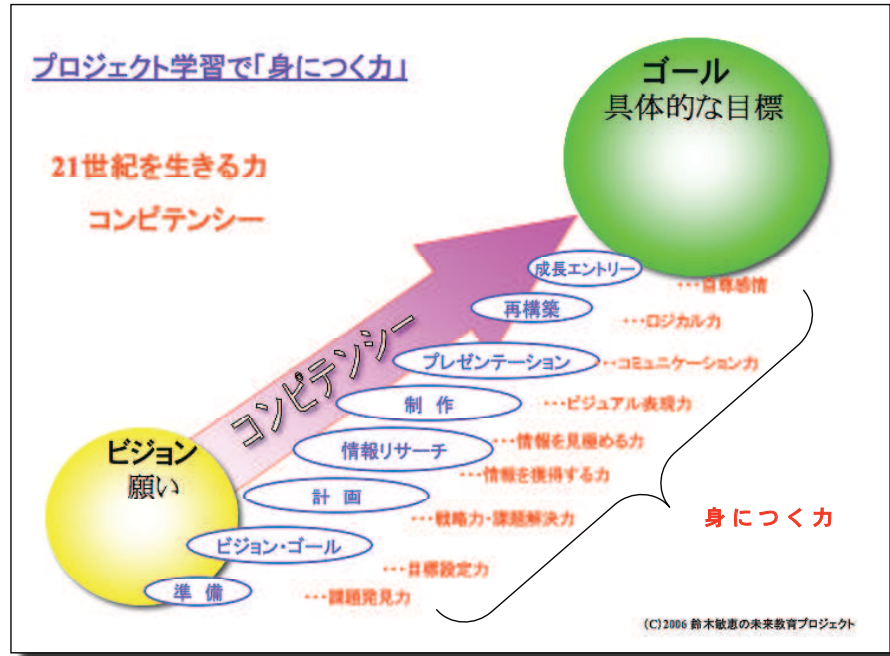 プロジェクト学習で「身につく力」
21世紀を生きる力
コンピテンシー
ゴール
具体的な目標
コンピテンシー
成長エントリー
･･･自尊感情
再構築
･･･ロジカル力
プレゼンテーション
･･･コミュニケーション力
制 作
･･･ビジュアル表現力
情報リサーチ
･･･情報を見極める力
･･･情報を獲得する力
計 画
･･･戦略力・課題解決力
ビジョン・ゴール
･･･目標設定力
準 備
･･･課題発見力
ビジョン
願い
身につく力
(C)2006 鈴木敏恵の未来教育プロジェクト